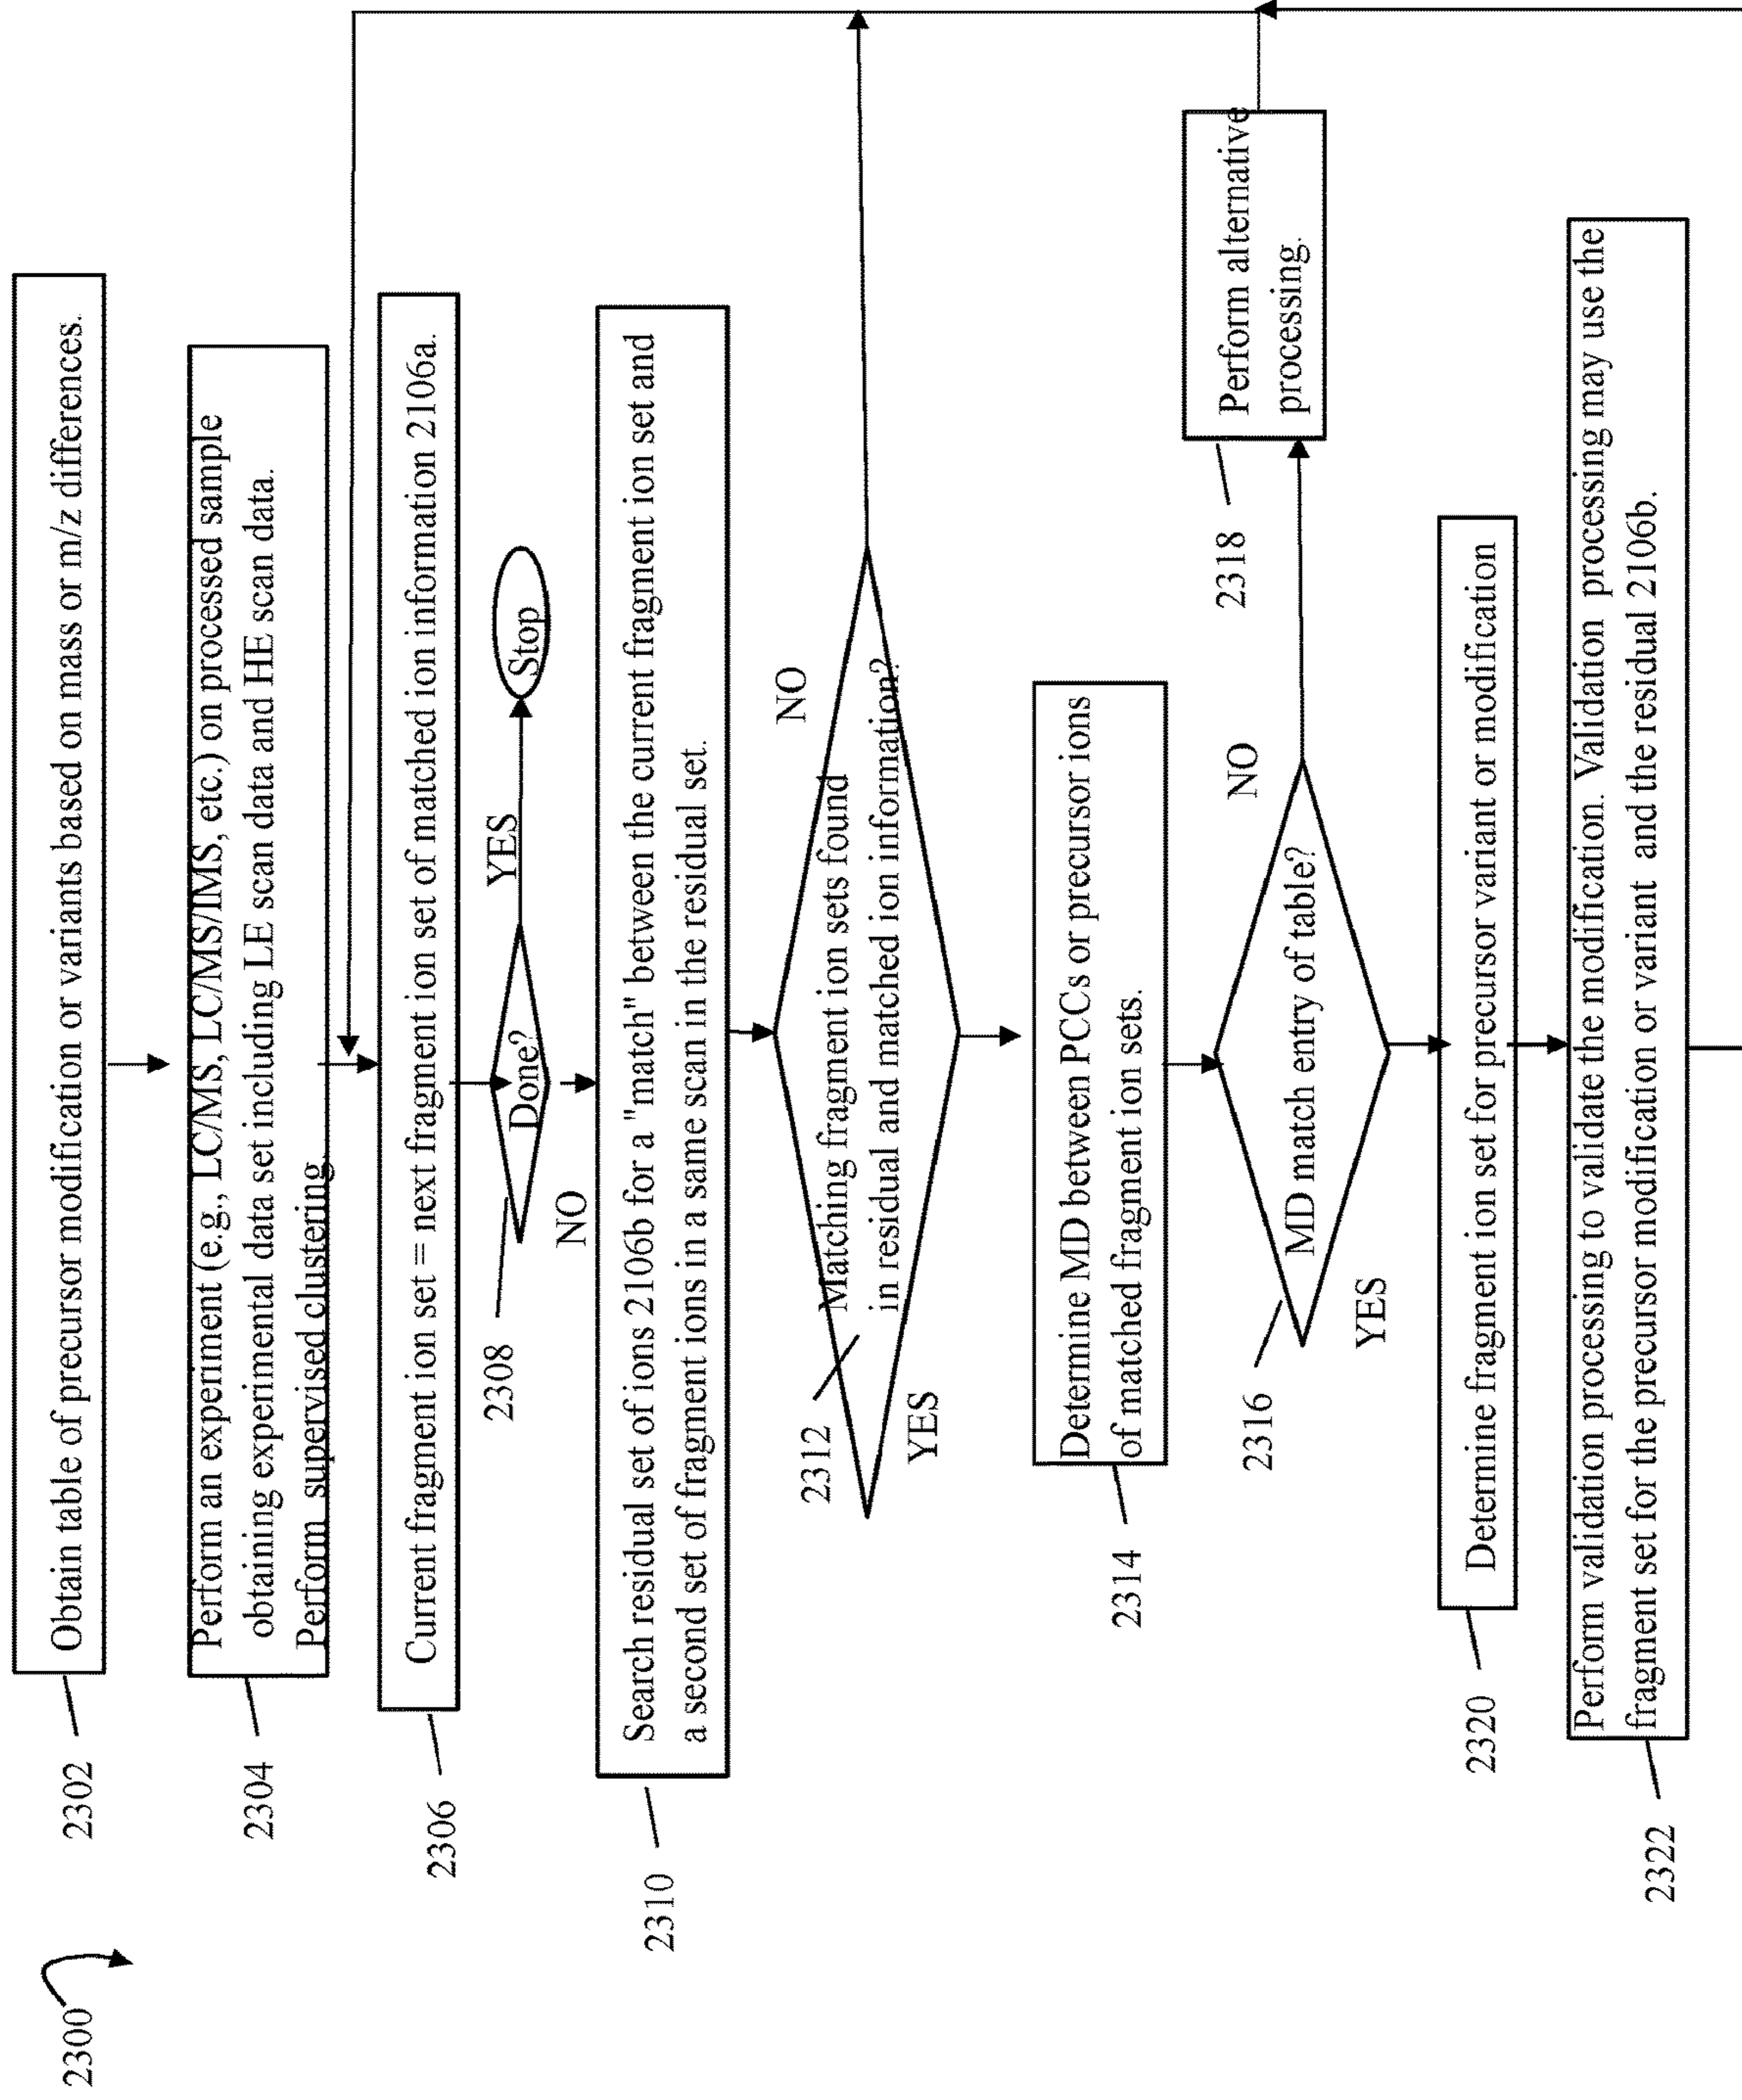 2300
2302
Obtain table of precursor modification or variants based on mass or m/z differences.
2304
Perform an experiment (e.g., LC/MS, LC/MS/IMS, etc.) on processed sample
obtaining experimental data set including LE scan data and HE scan data.
Perform supervised clustering.
2306
Current fragment ion set = next fragment ion set of matched ion information 2106a.
2308
Done?
YES
Stop
NO
2310
Search residual set of ions 2106b for a "match" between the current fragment ion set and
a second set of fragment ions in a same scan in the residual set.
2312
Matching fragment ion sets found
in residual and matched ion information?
NO
YES
2314
Determine MD between PCCs or precursor ions
of matched fragment ion sets.
2316
MD match entry of table?
NO
YES
2318
Perform alternative
processing.
2320
Determine fragment ion set for precursor variant or modification
2322
Perform validation processing to validate the modification. Validation processing may use the
fragment set for the precursor modification or variant and the residual 2106b.